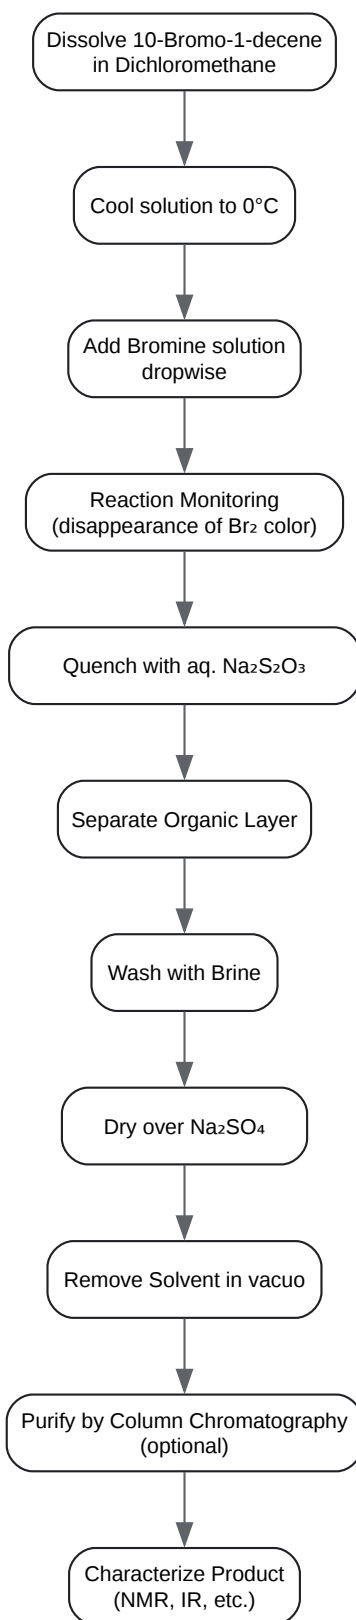 Dissolve 10-Bromo-1-decene
in Dichloromethane
Cool solution to 0°C
Add Bromine solution
dropwise
Reaction Monitoring
(disappearance of Br₂ color)
Quench with aq. Na₂S₂O₃
Separate Organic Layer
Wash with Brine
Dry over Na₂SO₄
Remove Solvent in vacuo
Purify by Column Chromatography
(optional)
Characterize Product
(NMR, IR, etc.)